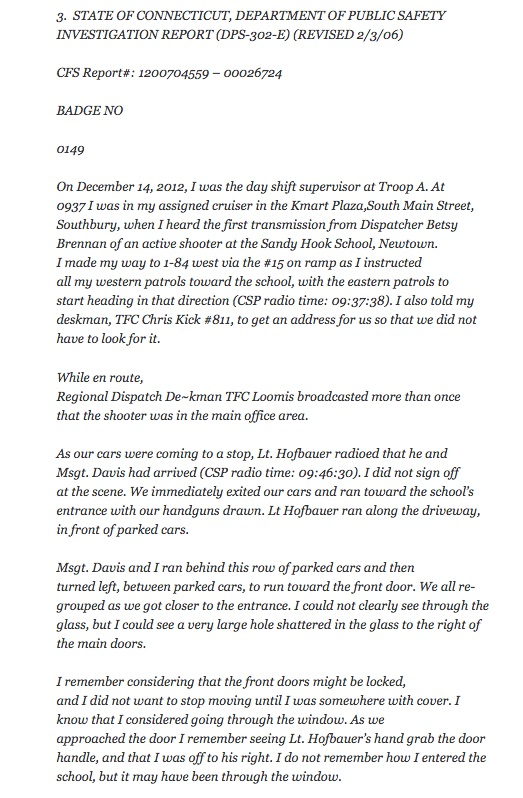 3. STATE OF CONNECTICUT, DEPARTMENT OF PUBLIC SAFETY
INVESTIGATION REPORT (DPS-302-E) (REVISED 2/3/06)
CFS Report#: 1200704559 – 00026724
BADGE NO
0149
On December 14, 2012, I was the day shift supervisor at Troop A. At
0937 I was in my assigned cruiser in the Kmart Plaza,South Main Street,
Southbury, when I heard the first transmission from Dispatcher Betsy
Brennan of an active shooter at the Sandy Hook School, Newtown.
I made my way to 1-84 west via the #15 on ramp as I instructed
all my western patrols toward the school, with the eastern patrols to
start heading in that direction (CSP radio time: 09:37:38). I also told my
deskman, TFC Chris Kick #811, to get an address for us so that we did not
have to look for it.
While en route,
Regional Dispatch De~kman TFC Loomis broadcasted more than once
that the shooter was in the main office area.
As our cars were coming to a stop, Lt. Hofbauer radioed that he and
Msgt. Davis had arrived (CSP radio time: 09:46:30). I did not sign off
at the scene. We immediately exited our cars and ran toward the school's
entrance with our handguns drawn. Lt Hofbauer ran along the driveway,
in front of parked cars.
Msgt. Davis and I ran behind this row of parked cars and then
turned left, between parked cars, to run toward the front door. We all re-
grouped as we got closer to the entrance. I could not clearly see through the
glass, but I could see a very large hole shattered in the glass to the right of
the main doors.
I remember considering that the front doors might be locked,
and I did not want to stop moving until I was somewhere with cover. I
know that I considered going through the window. As we
approached the door I remember seeing Lt. Hofbauer's hand grab the door
handle, and that I was off to his right. I do not remember how I entered the
school, but it may have been through the window.